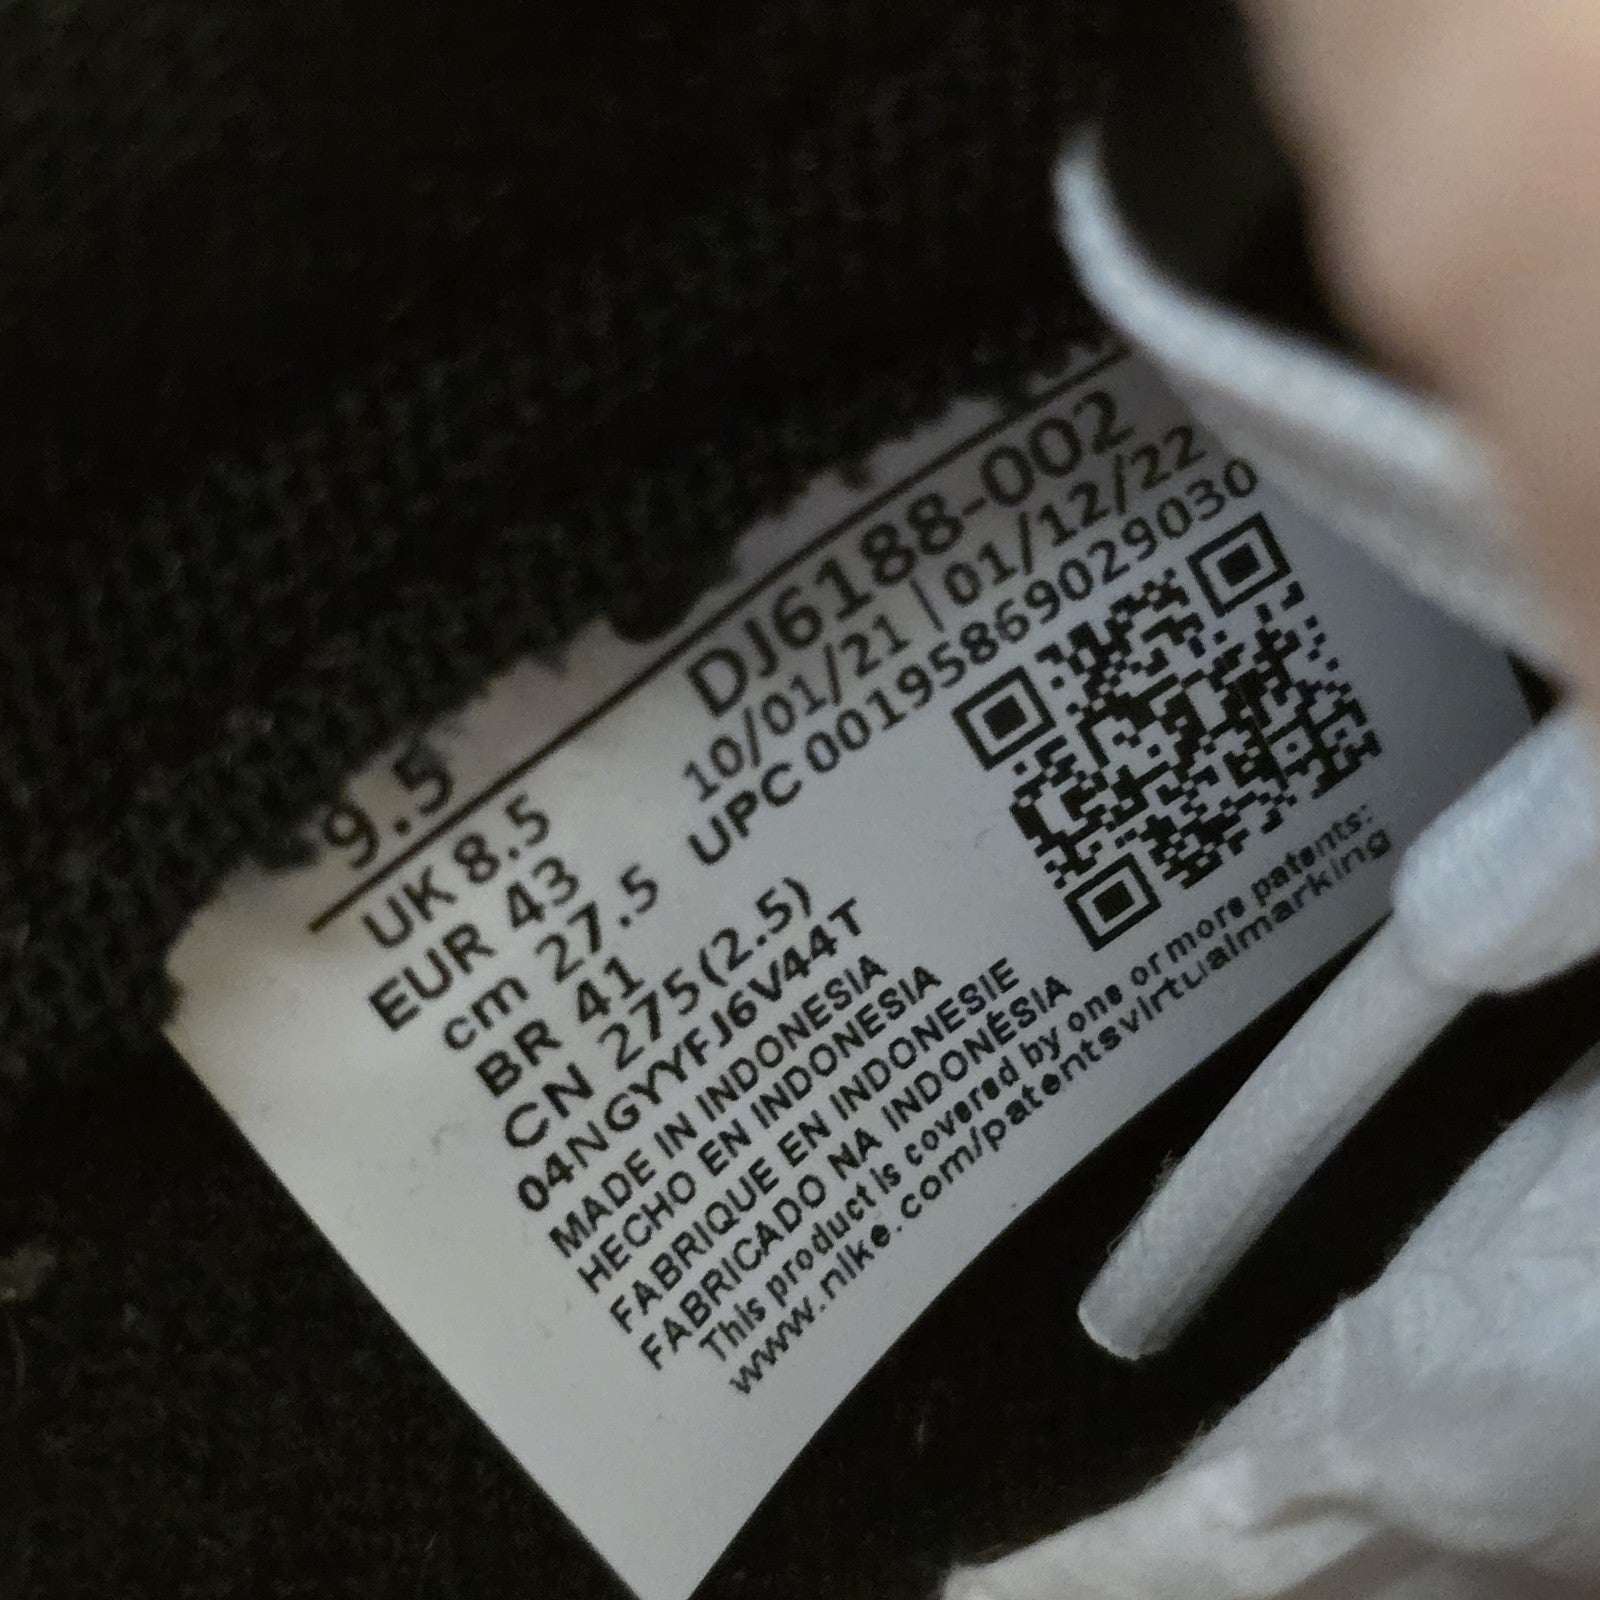 9.5 DJ6188-002
UK 8.5 10/01/21 | 01/12/22
EUR 43 UPC 00195869029030
cm 27.5
BR 41
CN 275(2.5)
04NGYYFJ6V44T
MADE IN INDONESIA
HECHO EN INDONESIA
FABRIQUE EN INDONESIE
FABRICADO NA INDONÉSIA
This product is covered by one or more patents:
www.nike.com/patentsvirtualmarking